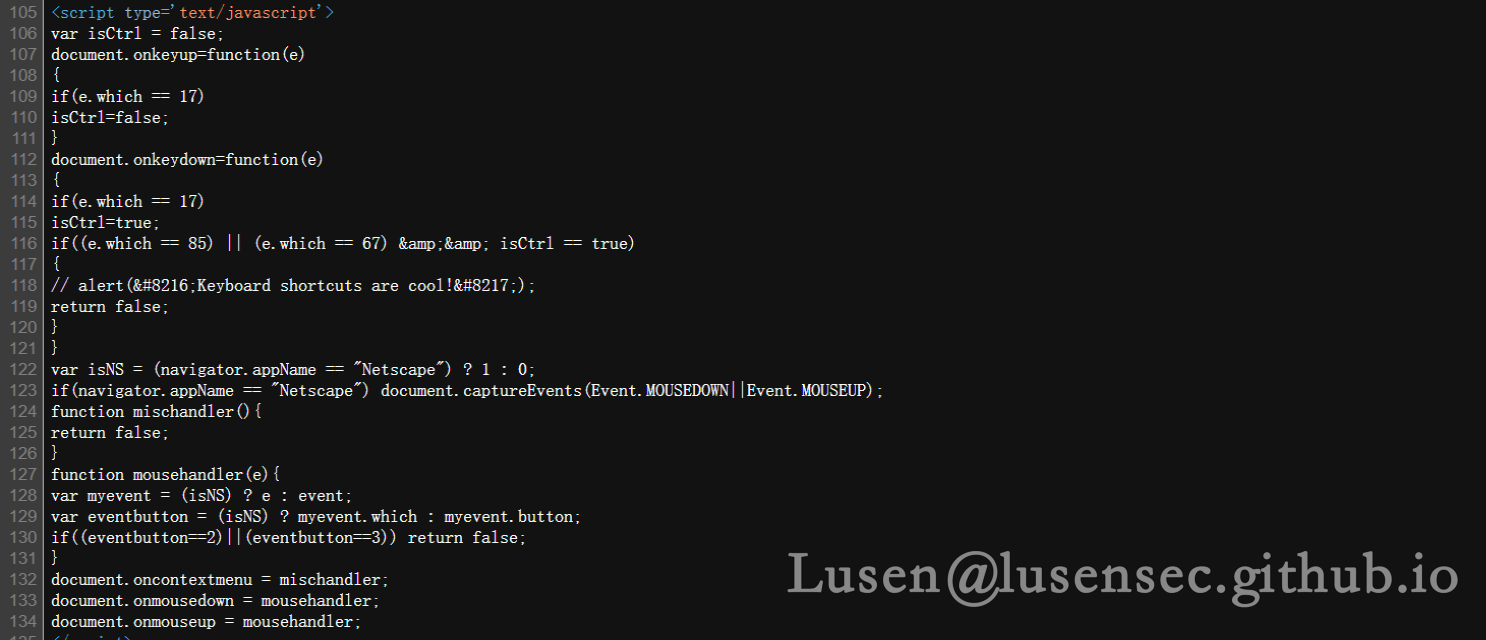 105 <script type='text/javascript'>
106 var isCtrl = false;
107 document.onkeyup=function(e)
108 {
109 if(e.which == 17)
110 isCtrl=false;
111 }
112 document.onkeydown=function(e)
113 {
114 if(e.which == 17)
115 isCtrl=true;
116 if((e.which == 85) || (e.which == 67) &amp;&amp; isCtrl == true)
117 {
118 // alert(&#8216;Keyboard shortcuts are cool!&#8217;);
119 return false;
120 }
121 }
122 var isNS = (navigator.appName == "Netscape") ? 1 : 0;
123 if(navigator.appName == "Netscape") document.captureEvents(Event.MOUSEDOWN||Event.MOUSEUP);
124 function mischandler(){
125 return false;
126 }
127 function mousehandler(e){
128 var myevent = (isNS) ? e : event;
129 var eventbutton = (isNS) ? myevent.which : myevent.button;
130 if((eventbutton==2)||(eventbutton==3)) return false;
131 }
132 document.oncontextmenu = mischandler;
133 document.onmousedown = mousehandler;
134 document.onmouseup = mousehandler;
135 </script>
Lusen@lusensec.github.io